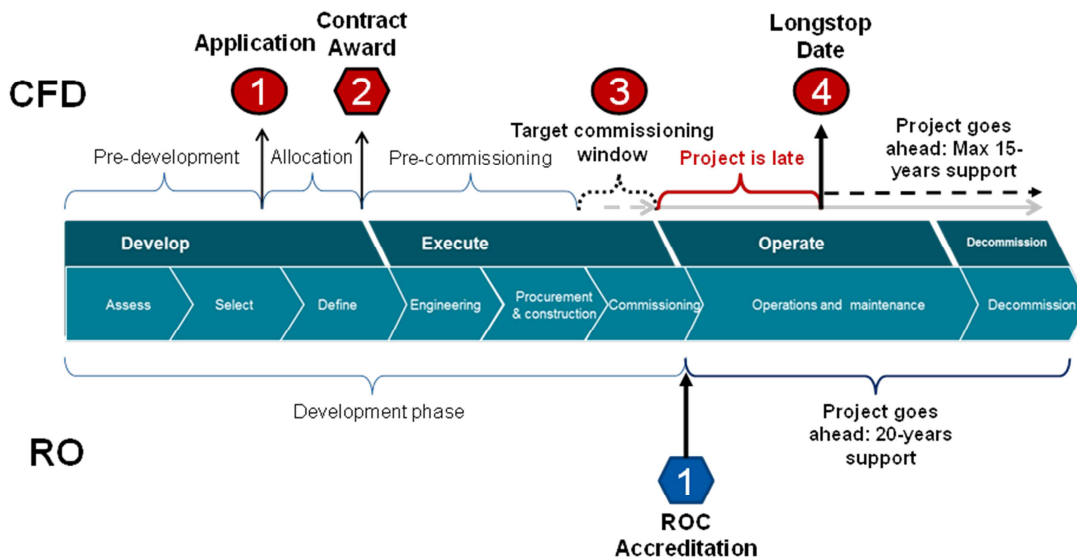 Application
1
Contract
Award
2
3
Longstop
Date
4
CFD
Pre-development
Allocation
Pre-commissioning
Target commissioning
window
Project is late
Project goes
ahead: Max 15-
years support
Develop
Execute
Operate
Decommission
Assess
Select
Define
Engineering
Procurement
& construction
Commissioning
Operations and maintenance
Decommission
Development phase
Project goes
ahead: 20-years
support
RO
1
ROC
Accreditation